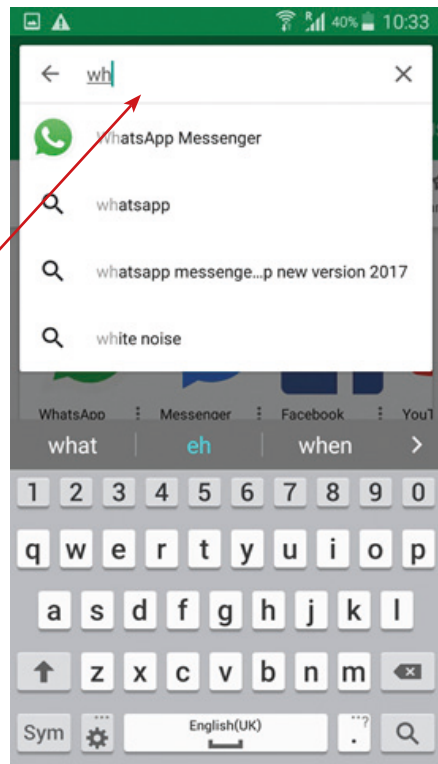 R 40% 10:33
wh
WhatsApp Messenger
whatsapp
whatsapp messenge...p new version 2017
white noise
WhatsApp Messenger Facebook YouT
what eh when
1 2 3 4 5 6 7 8 9 0
q w e r t y u i o p
a s d f g h j k l
z x c v b n m
Sym English(UK) . ... ?